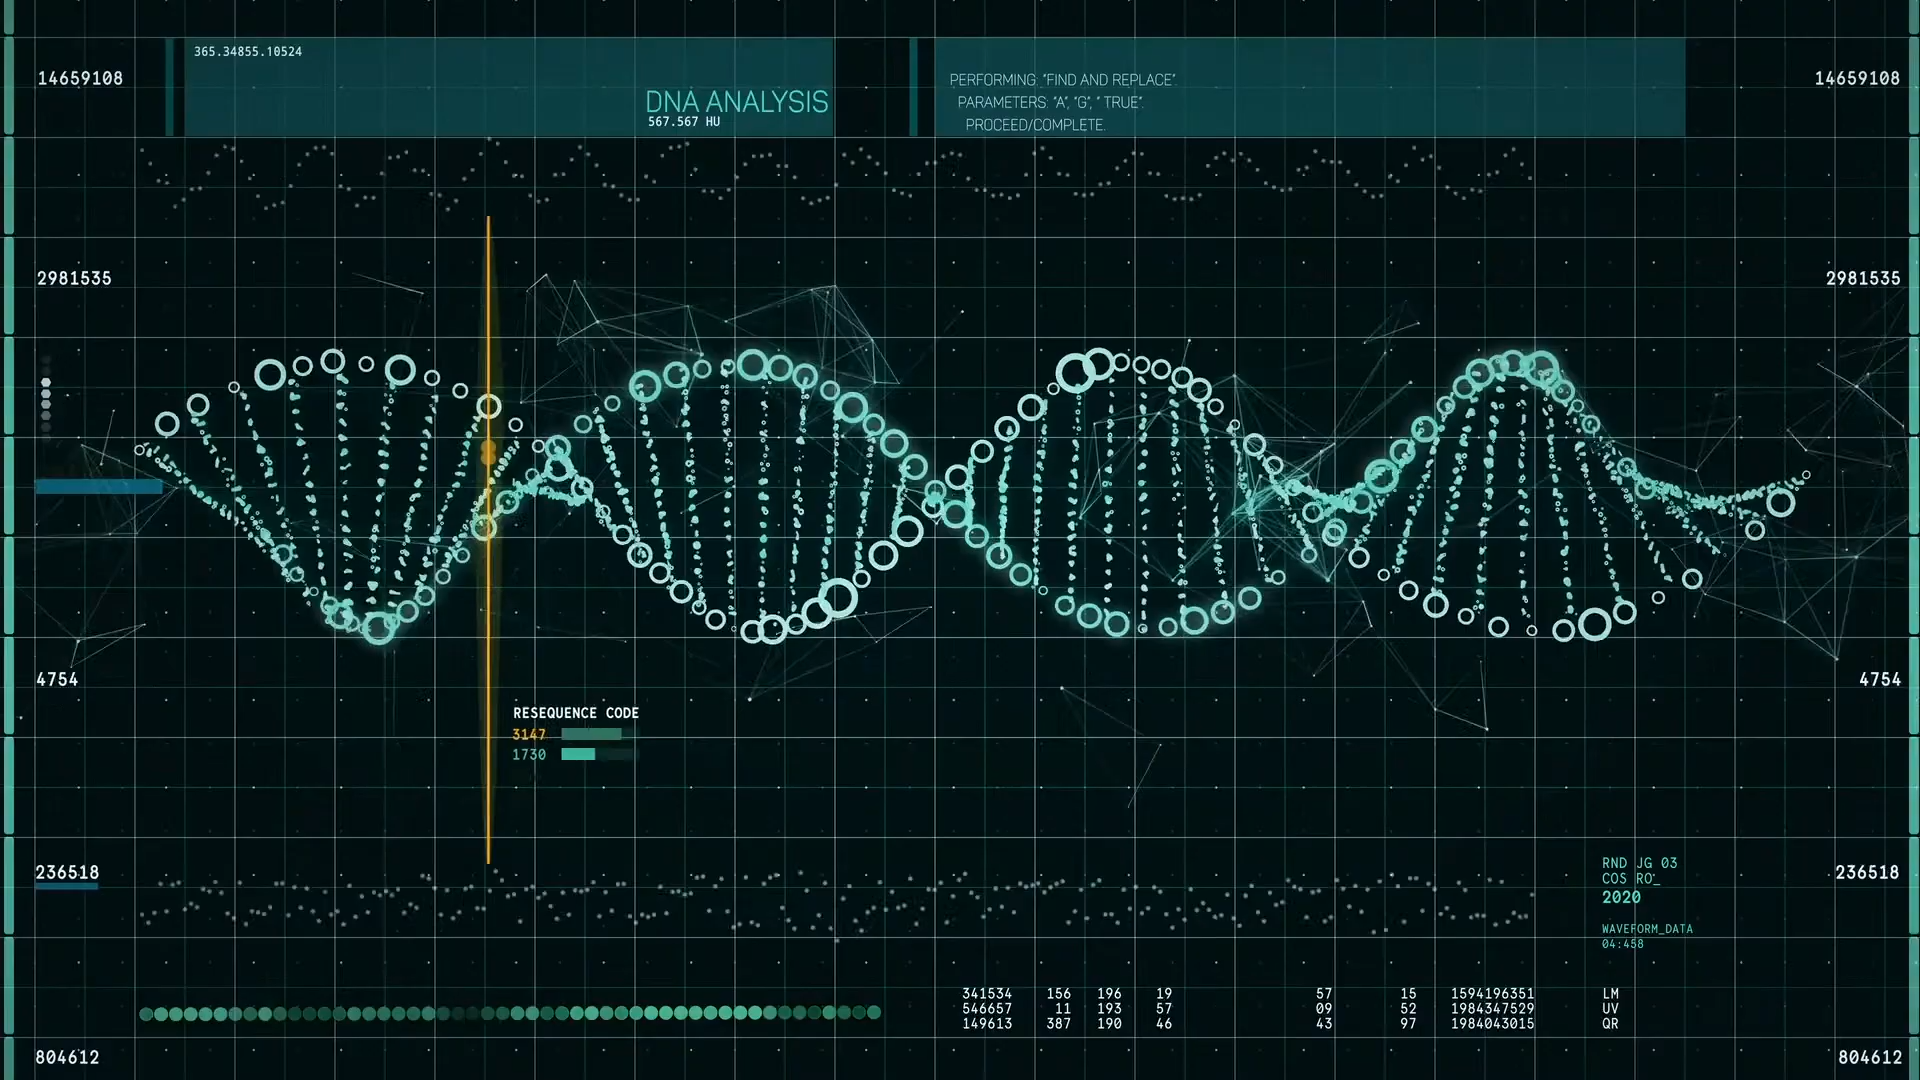 365.34855.10524
14659108
14659108
DNA ANALYSIS
567.567 HU
PERFORMING: "FIND AND REPLACE".
PARAMETERS: "A", "G", " TRUE".
PROCEED/COMPLETE.
2981535
2981535
4754
4754
RESEQUENCE CODE
3147
1730
236518
236518
RND JG 03
COS RO_
2020
WAVEFORM_DATA
04:458
341534 156 196 19 57 15 1594196351 LM
546657 11 193 57 09 52 1984347529 UV
149613 387 190 46 43 97 1984043015 QR
804612
804612